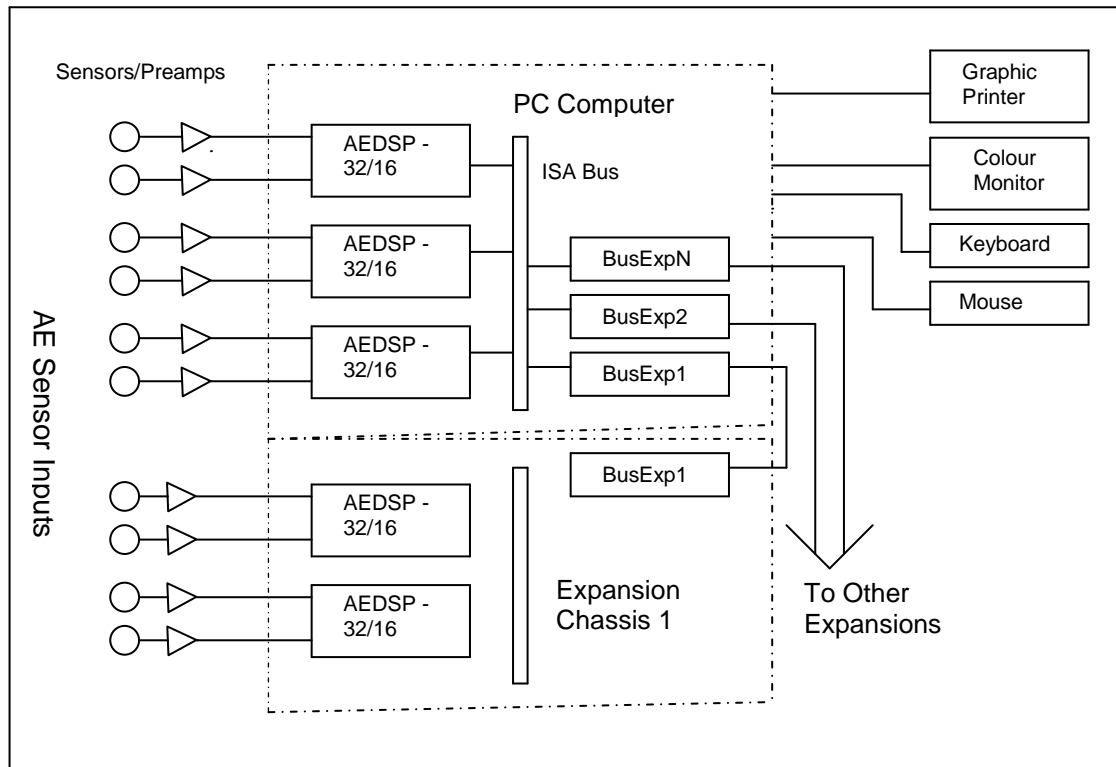 Sensors/Preamps
PC Computer
Graphic
Printer
AEDSP -
32/16
ISA Bus
Colour
Monitor
AEDSP -
32/16
BusExpN
Keyboard
BusExp2
Mouse
AEDSP -
32/16
BusExp1
AE Sensor Inputs
BusExp1
AEDSP -
32/16
AEDSP -
32/16
Expansion
Chassis 1
To Other
Expansions